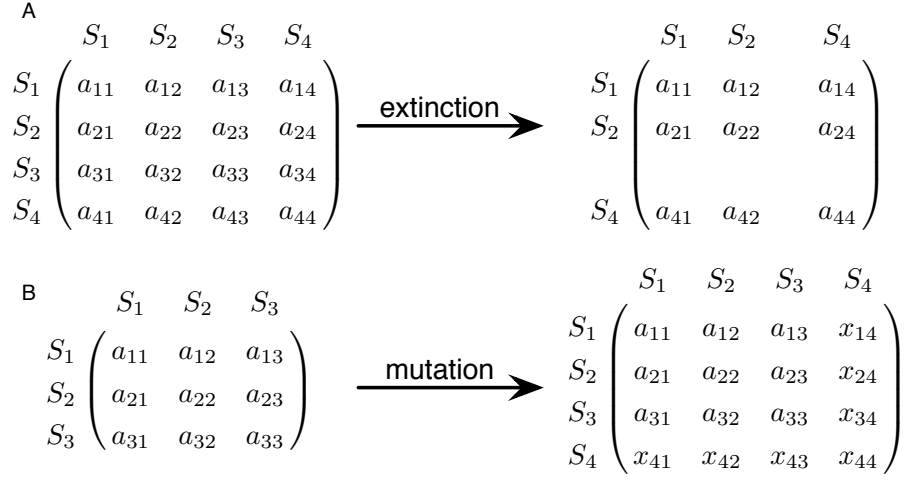 A
S₁ S₂ S₃ S₄
S₁ a₁₁ a₁₂ a₁₃ a₁₄
S₂ a₂₁ a₂₂ a₂₃ a₂₄
S₃ a₃₁ a₃₂ a₃₃ a₃₄
S₄ a₄₁ a₄₂ a₄₃ a₄₄
extinction
S₁ S₂ S₄
S₁ a₁₁ a₁₂ a₁₄
S₂ a₂₁ a₂₂ a₂₄
S₄ a₄₁ a₄₂ a₄₄
B
S₁ S₂ S₃
S₁ a₁₁ a₁₂ a₁₃
S₂ a₂₁ a₂₂ a₂₃
S₃ a₃₁ a₃₂ a₃₃
mutation
S₁ S₂ S₃ S₄
S₁ a₁₁ a₁₂ a₁₃ x₁₄
S₂ a₂₁ a₂₂ a₂₃ x₂₄
S₃ a₃₁ a₃₂ a₃₃ x₃₄
S₄ x₄₁ x₄₂ x₄₃ x₄₄